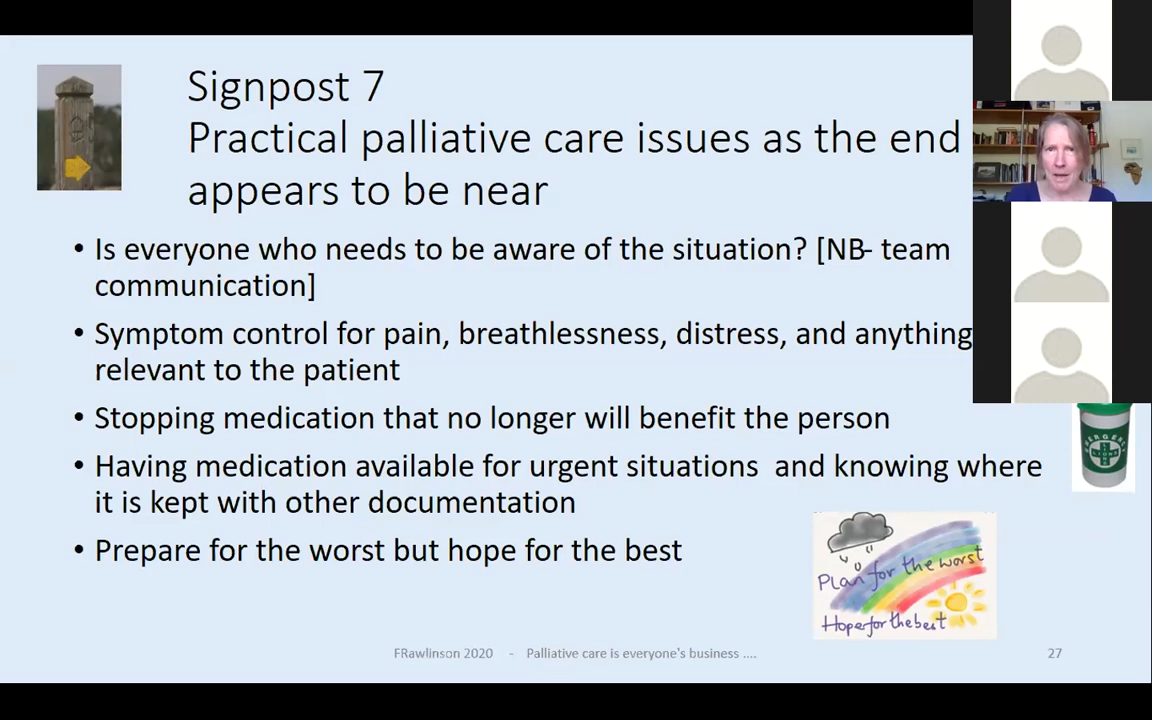 Signpost 7
Practical palliative care issues as the end
appears to be near
• Is everyone who needs to be aware of the situation? [NB- team
communication]
• Symptom control for pain, breathlessness, distress, and anything
relevant to the patient
• Stopping medication that no longer will benefit the person
• Having medication available for urgent situations and knowing where
it is kept with other documentation
• Prepare for the worst but hope for the best
Plan for the worst
Hope for the best
FRawlinson 2020 - Palliative care is everyone's business ....
27